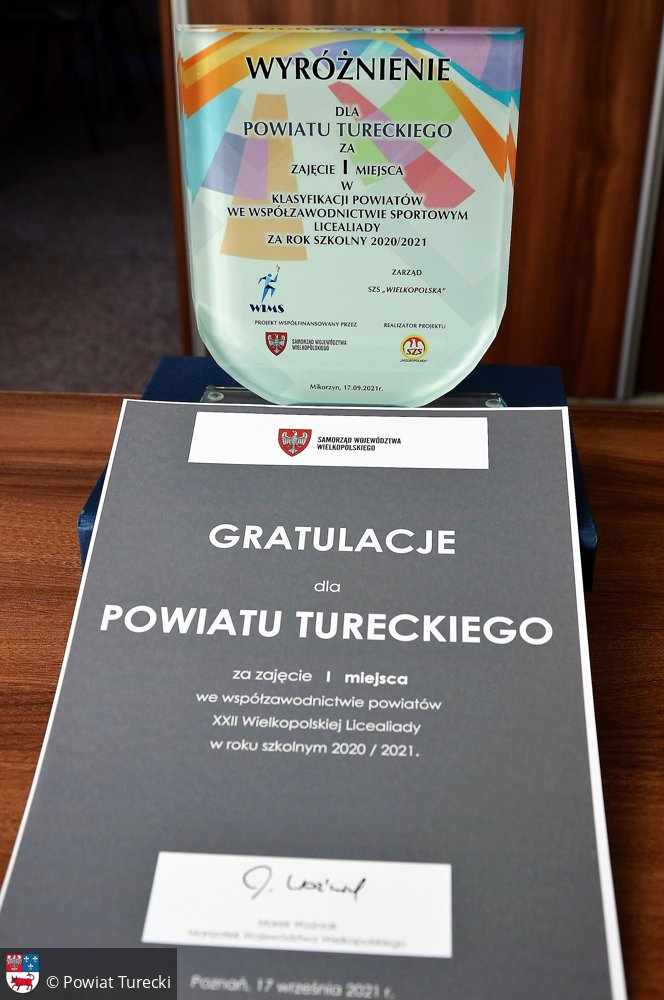 WYRÓŻNIENIE
DLA
POWIATU TURECKIEGO
ZA
ZAJĘCIE I MIEJSCA
W
KLASYFIKACJI POWIATÓW
WE WSPÓŁZAWODNICTWIE SPORTOWYM
LICEALIADY
ZA ROK SZKOLNY 2020/2021
ZARZĄD
SZS „WIELKOPOLSKA"
WIMS
PROJEKT WSPÓŁFINANSOWANY PRZEZ
REALIZATOR PROJEKTU
SAMORZĄD WOJEWÓDZTWA
WIELKOPOLSKIEGO
SZS
„WIELKOPOLSKA"
Mikorzyn, 17.09.2021r.
SAMORZĄD WOJEWÓDZTWA
WIELKOPOLSKIEGO
GRATULACJE
dla
POWIATU TURECKIEGO
za zajęcie I miejsca
we współzawodnictwie powiatów
XXII Wielkopolskiej Licealiady
w roku szkolnym 2020 / 2021.
Marek Woźniak
Marszałek Województwa Wielkopolskiego
Poznań, 17 września 2021 r.
© Powiat Turecki